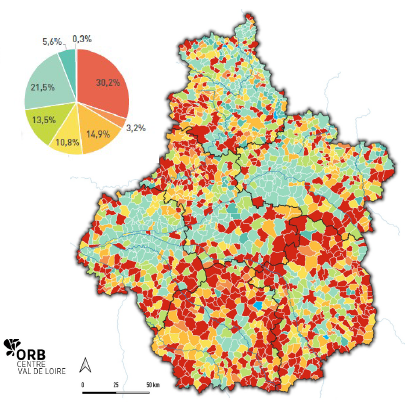 5,6%
0,3%
30,2%
21,5%
3,2%
13,5%
14,9%
10,8%
ORB
CENTRE
VAL DE LOIRE
0 25 50 km